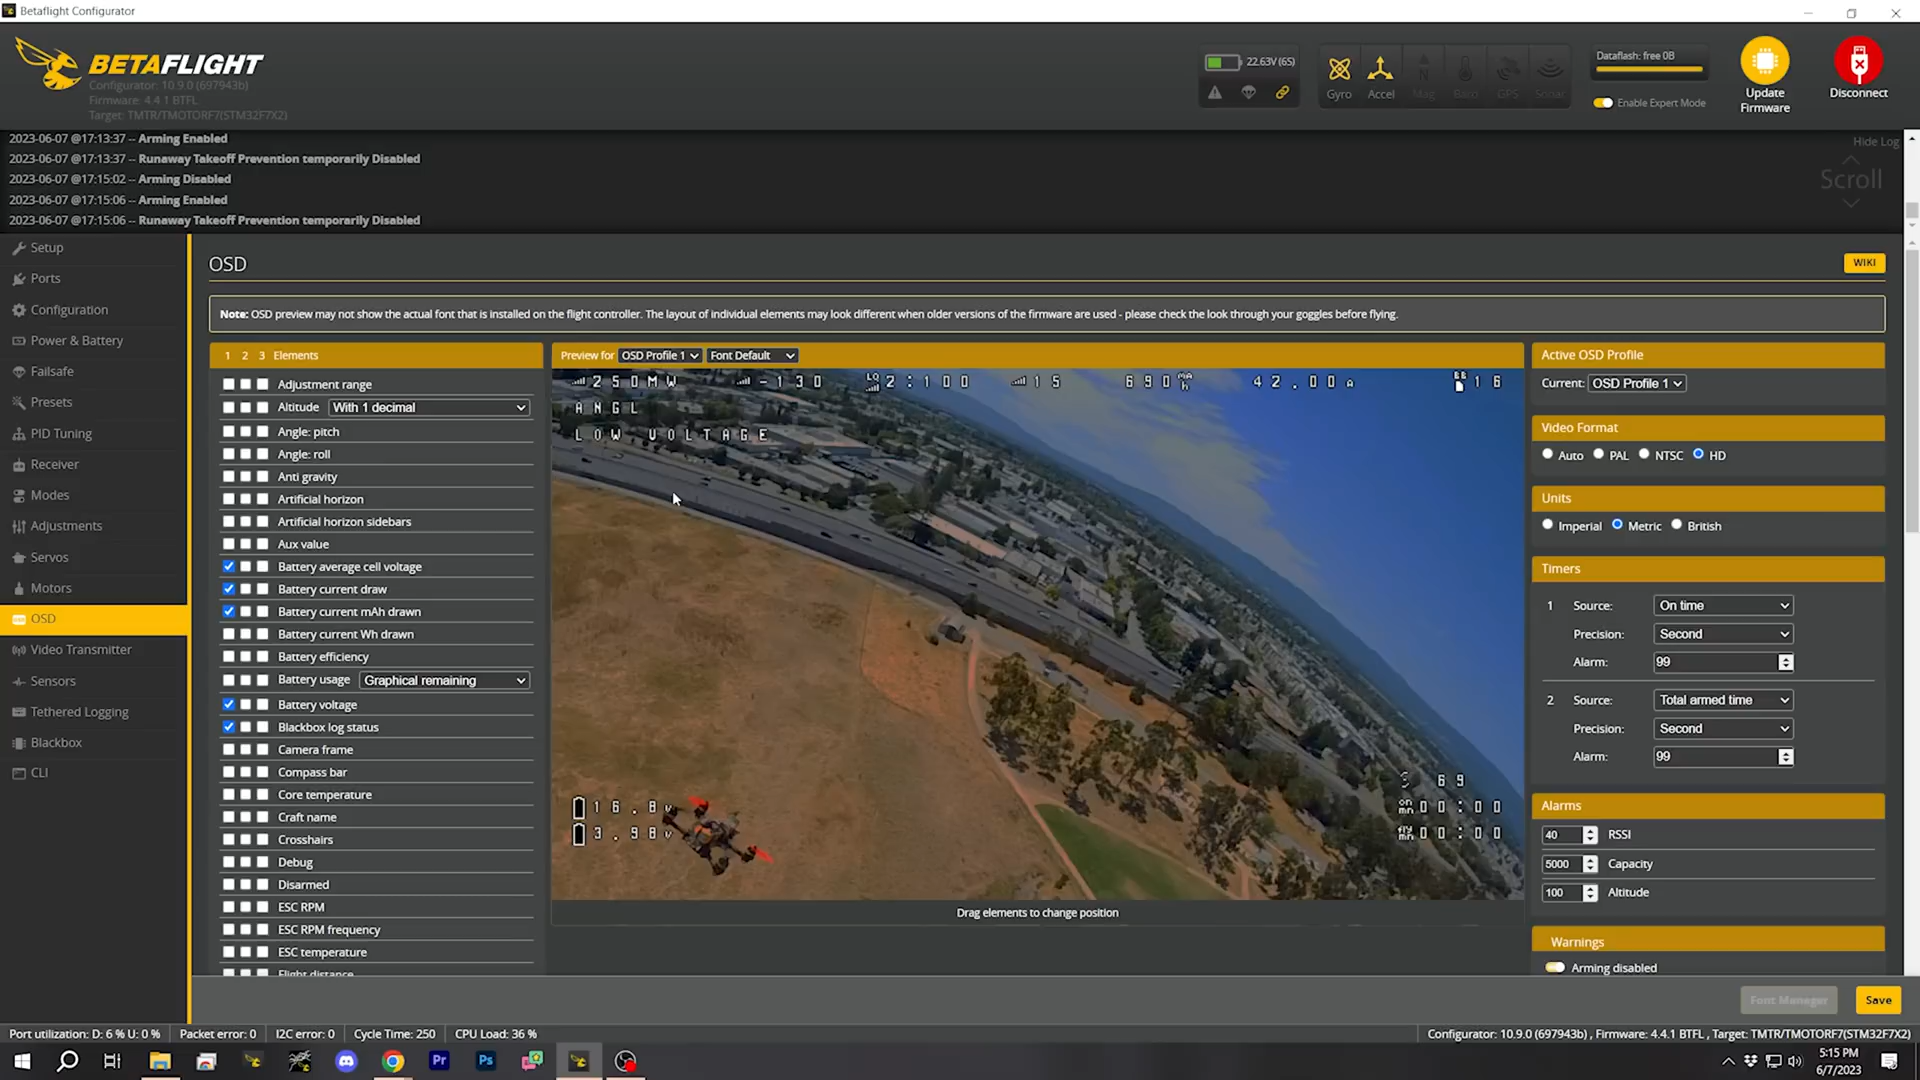 Betaflight Configurator
BETAFLIGHT
Configurator: 10.9.0 (697943b)
Firmware: 4.4.1 BTFL
Target: TMTR/TMOTORF7(STM32F7X2)
22.63V (6S)
Gyro
Accel
Mag
Baro
GPS
Sonar
Dataflash: free 0B
Enable Expert Mode
Update
Firmware
Disconnect
2023-06-07 @17:13:37 -- Arming Enabled
2023-06-07 @17:13:37 -- Runaway Takeoff Prevention temporarily Disabled
2023-06-07 @17:15:02 -- Arming Disabled
2023-06-07 @17:15:06 -- Arming Enabled
2023-06-07 @17:15:06 -- Runaway Takeoff Prevention temporarily Disabled
Hide Log
Scroll
Setup
Ports
Configuration
Power & Battery
Failsafe
Presets
PID Tuning
Receiver
Modes
Adjustments
Servos
Motors
OSD
Video Transmitter
Sensors
Tethered Logging
Blackbox
CLI
OSD
WIKI
Note: OSD preview may not show the actual font that is installed on the flight controller. The layout of individual elements may look different when older versions of the firmware are used - please check the look through your goggles before flying.
1 2 3 Elements
Adjustment range
Altitude With 1 decimal
Angle: pitch
Angle: roll
Anti gravity
Artificial horizon
Artificial horizon sidebars
Aux value
Battery average cell voltage
Battery current draw
Battery current mAh drawn
Battery current Wh drawn
Battery efficiency
Battery usage Graphical remaining
Battery voltage
Blackbox log status
Camera frame
Compass bar
Core temperature
Craft name
Crosshairs
Debug
Disarmed
ESC RPM
ESC RPM frequency
ESC temperature
Flight distance
Preview for OSD Profile 1 Font Default
250MW -130 LQ 2:100 15 690 MAh 42.00 A BB 16
ANGL
LOW VOLTAGE
69
16.8V on mn 00:00
3.98V fly mn 00:00
Drag elements to change position
Active OSD Profile
Current: OSD Profile 1
Video Format
Auto PAL NTSC HD
Units
Imperial Metric British
Timers
1 Source: On time
Precision: Second
Alarm: 99
2 Source: Total armed time
Precision: Second
Alarm: 99
Alarms
40 RSSI
5000 Capacity
100 Altitude
Warnings
Arming disabled
Font Manager
Save
Port utilization: D: 6 % U: 0 % Packet error: 0 I2C error: 0 Cycle Time: 250 CPU Load: 36 %
Configurator: 10.9.0 (697943b) , Firmware: 4.4.1 BTFL , Target: TMTR/TMOTORF7(STM32F7X2)
Pr
Ps
5:15 PM
6/7/2023